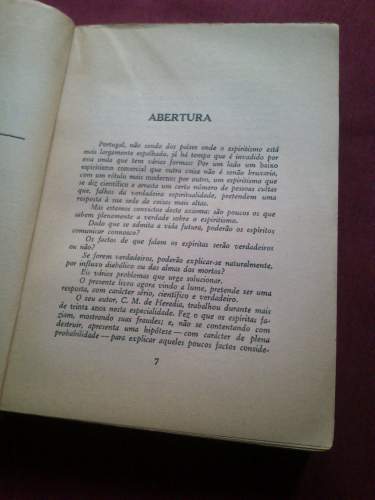 ABERTURA
Portugal, não sendo dos países onde o espiritismo está
mais largamente espalhado, já há tempo que é invadido por
essa onda que tem várias formas: Por um lado um baixo
espiritismo comercial que outra coisa não é senão bruxaria,
com um rótulo mais moderno; por outro, um espiritismo que
se diz científico e arrasta um certo número de pessoas cultas
que, falhas da verdadeira espiritualidade, pretendem uma
resposta à sua sede de coisas mais altas.
Mas estamos convictos deste axioma: são poucos os que
sabem plenamente a verdade sobre o espiritismo.
Dado que se admita a vida futura, poderão os espíritos
comunicar connosco?
Os factos de que falam os espíritas serão verdadeiros
ou não?
Se forem verdadeiros, poderão explicar-se naturalmente,
por influxo diabólico ou das almas dos mortos?
Eis vários problemas que urge solucionar.
O presente livro agora vindo a lume, pretende ser uma
resposta, com carácter sério, científico e verdadeiro.
O seu autor, C. M. de Heredia, trabalhou durante mais
de trinta anos nesta especialidade. Fez o que os espíritas fa-
ziam, mostrando suas fraudes; e, não se contentando com
destruir, apresenta uma hipótese — com carácter de plena
probabilidade — para explicar aqueles poucos factos conside-
7